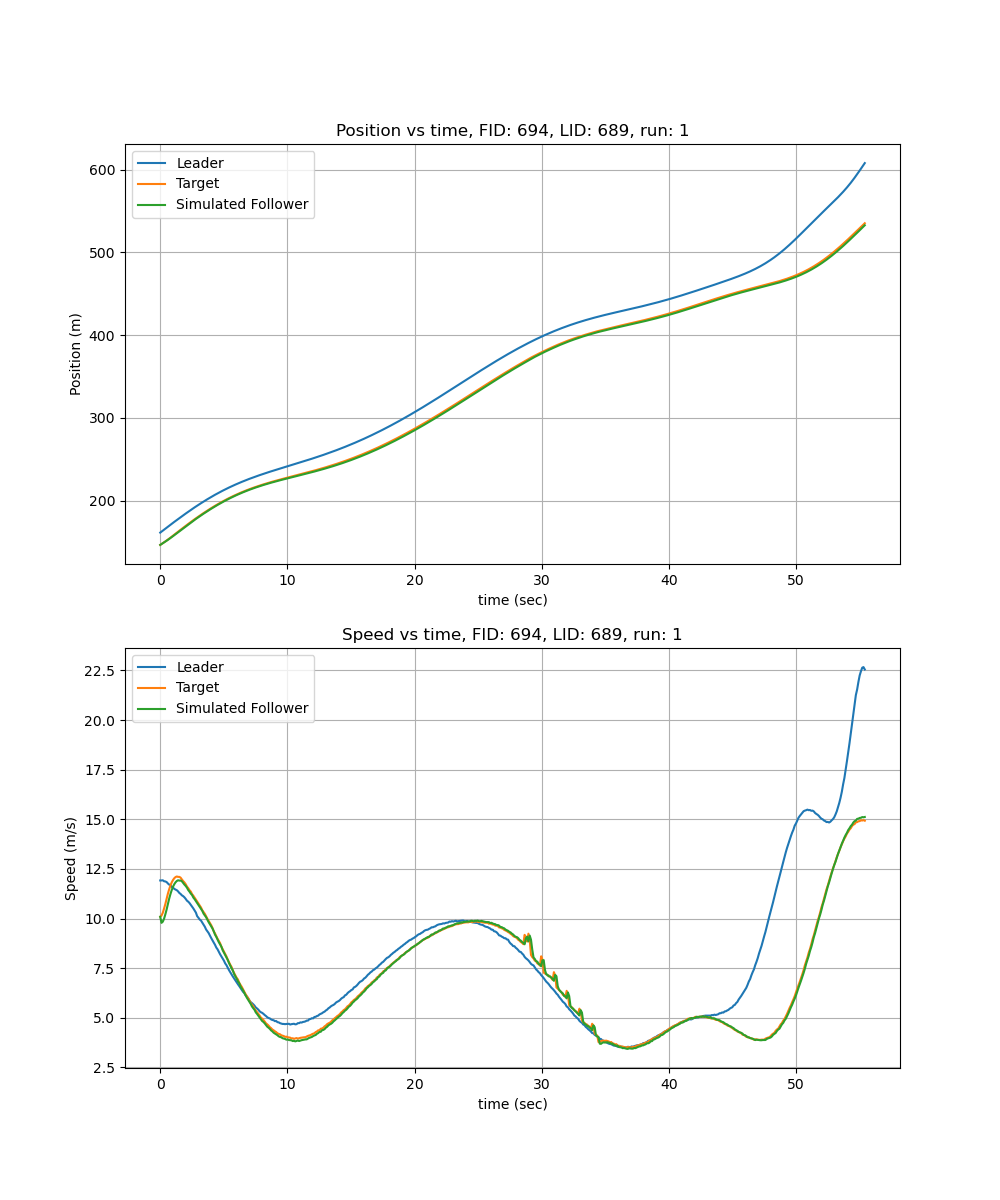 Position vs time, FID: 694, LID: 689, run: 1
Leader
Target
Simulated Follower
600
500
400
300
200
Position (m)
0 10 20 30 40 50
time (sec)
Speed vs time, FID: 694, LID: 689, run: 1
Leader
Target
Simulated Follower
22.5
20.0
17.5
15.0
12.5
10.0
7.5
5.0
2.5
Speed (m/s)
0 10 20 30 40 50
time (sec)